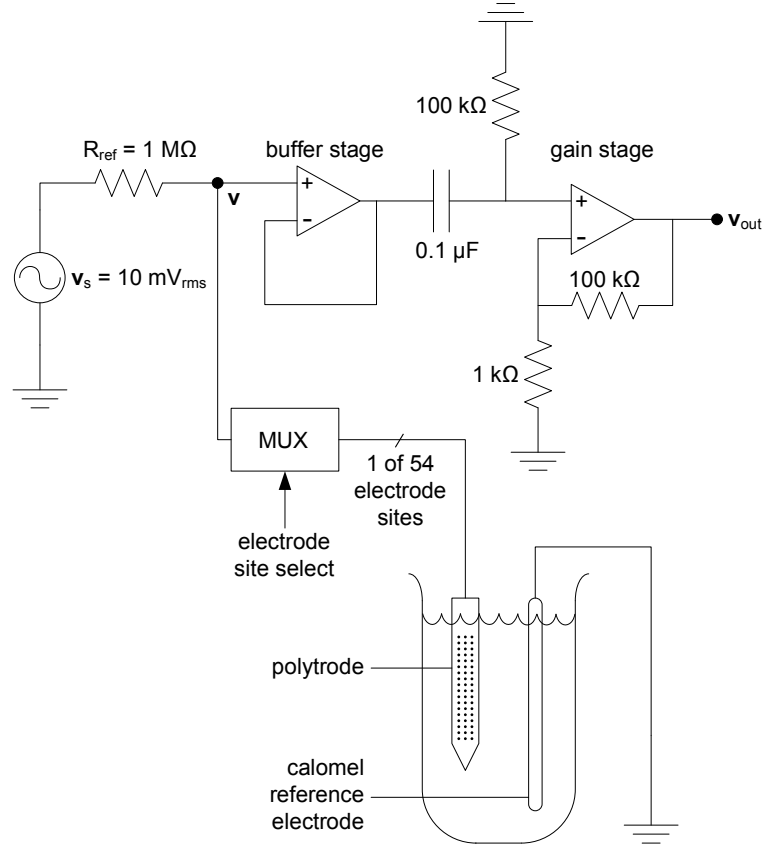 100 kΩ
R_ref = 1 MΩ
buffer stage
gain stage
+
-
v
+
-
v_out
0.1 µF
v_s = 10 mV_rms
100 kΩ
1 kΩ
MUX
1 of 54
electrode
sites
electrode
site select
polytrode
calomel
reference
electrode